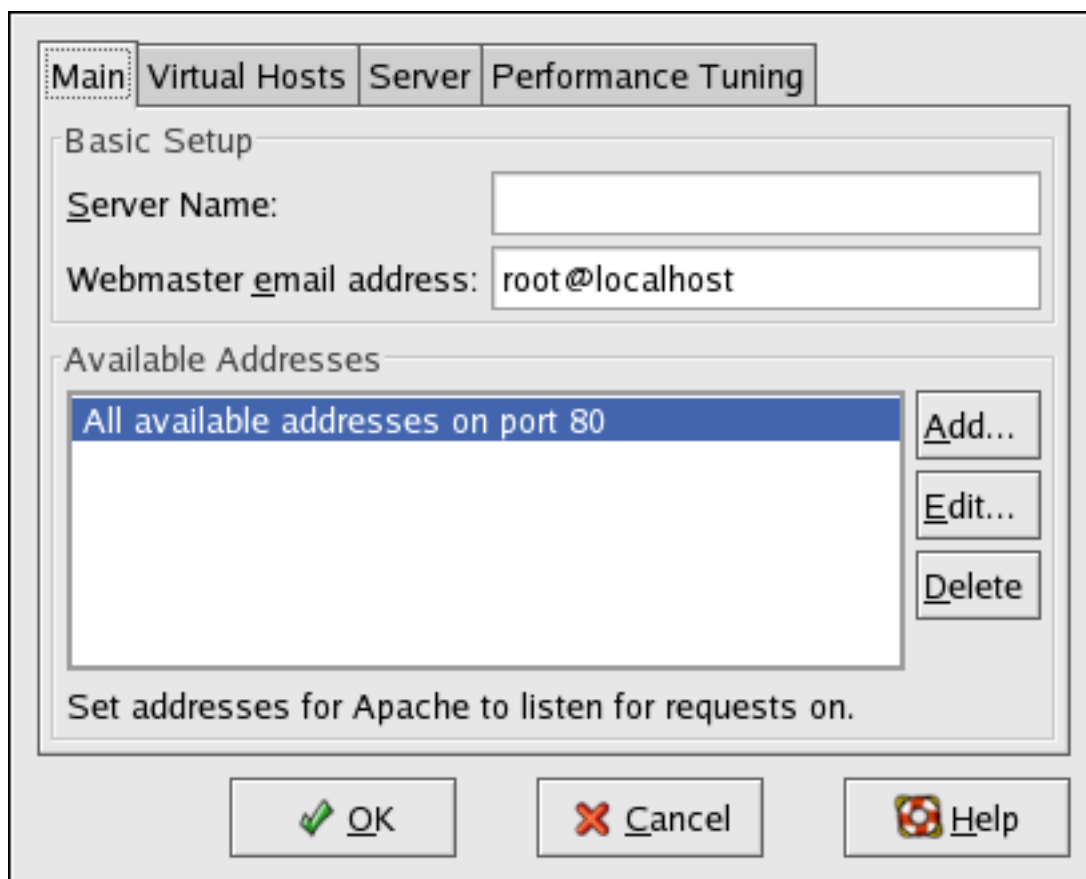 Main Virtual Hosts Server Performance Tuning
Basic Setup
Server Name:
Webmaster email address: root@localhost
Available Addresses
All available addresses on port 80
Add...
Edit...
Delete
Set addresses for Apache to listen for requests on.
OK Cancel Help